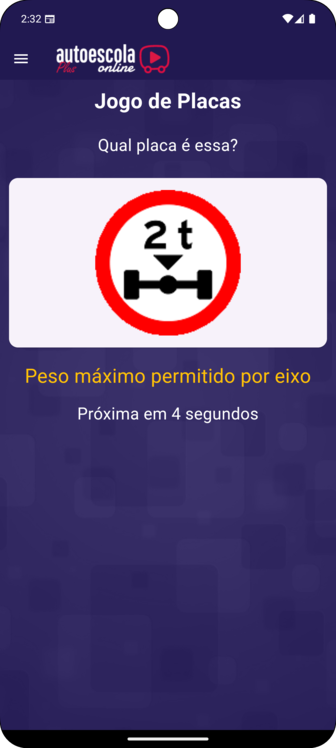 2:32
autoescola
Plus online
Jogo de Placas
Qual placa é essa?
2 t
Peso máximo permitido por eixo
Próxima em 4 segundos